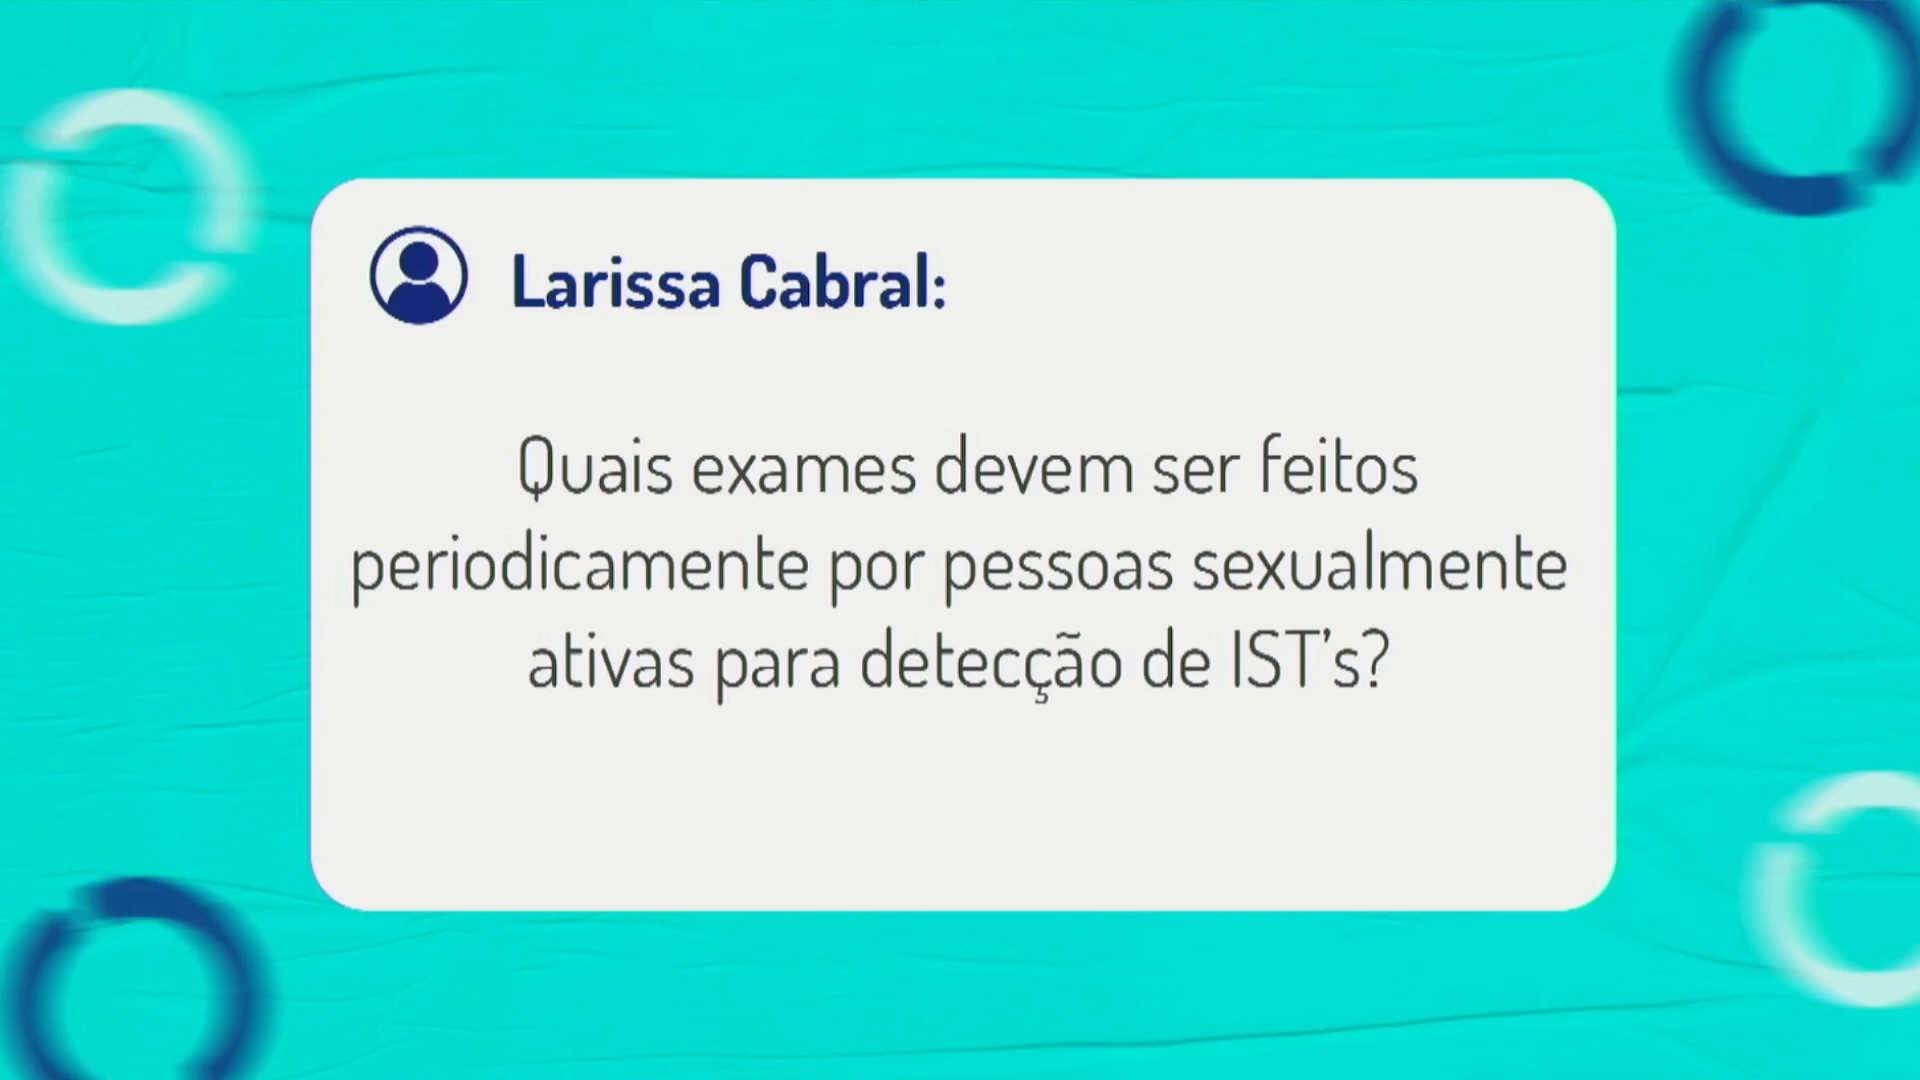 Larissa Cabral:
Quais exames devem ser feitos
periodicamente por pessoas sexualmente
ativas para detecção de IST's?